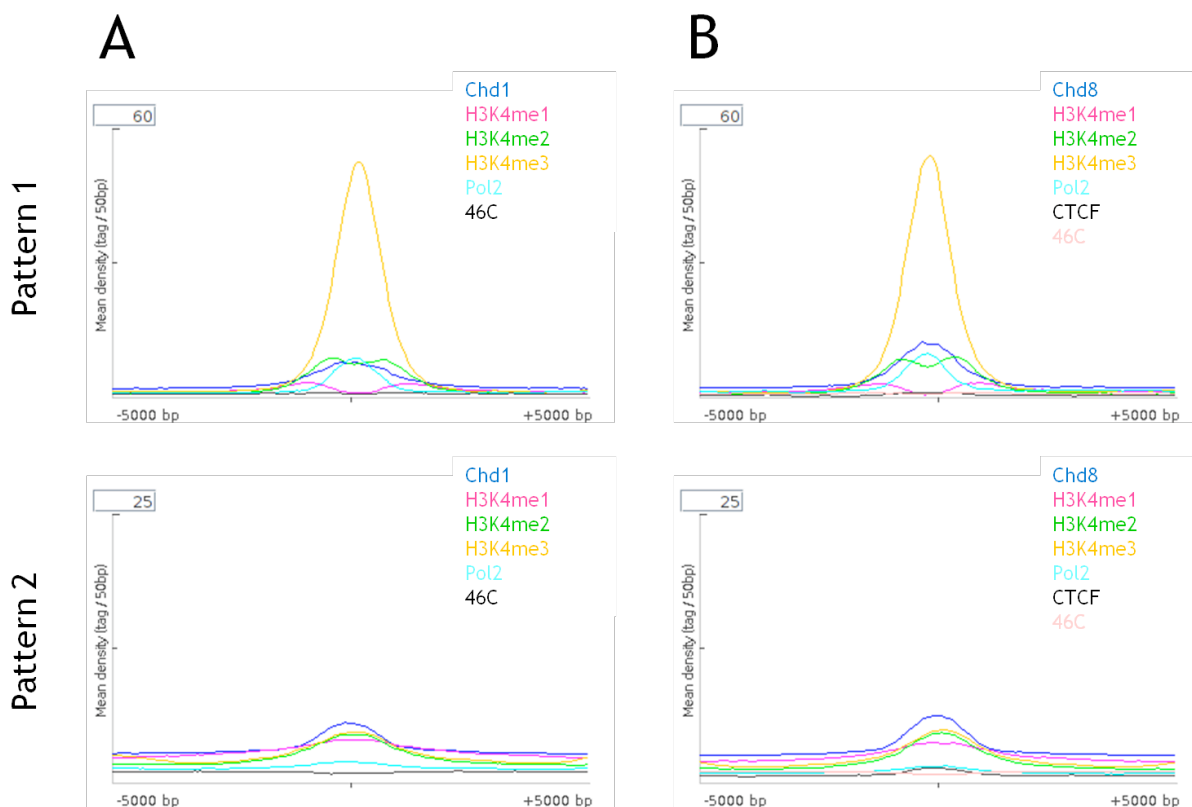 A
B
Pattern 1
60
Mean density (tag / 50bp)
Chd1
H3K4me1
H3K4me2
H3K4me3
Pol2
46C
-5000 bp
+5000 bp
60
Mean density (tag / 50bp)
Chd8
H3K4me1
H3K4me2
H3K4me3
Pol2
CTCF
46C
-5000 bp
+5000 bp
Pattern 2
25
Mean density (tag / 50bp)
Chd1
H3K4me1
H3K4me2
H3K4me3
Pol2
46C
-5000 bp
+5000 bp
25
Mean density (tag / 50bp)
Chd8
H3K4me1
H3K4me2
H3K4me3
Pol2
CTCF
46C
-5000 bp
+5000 bp